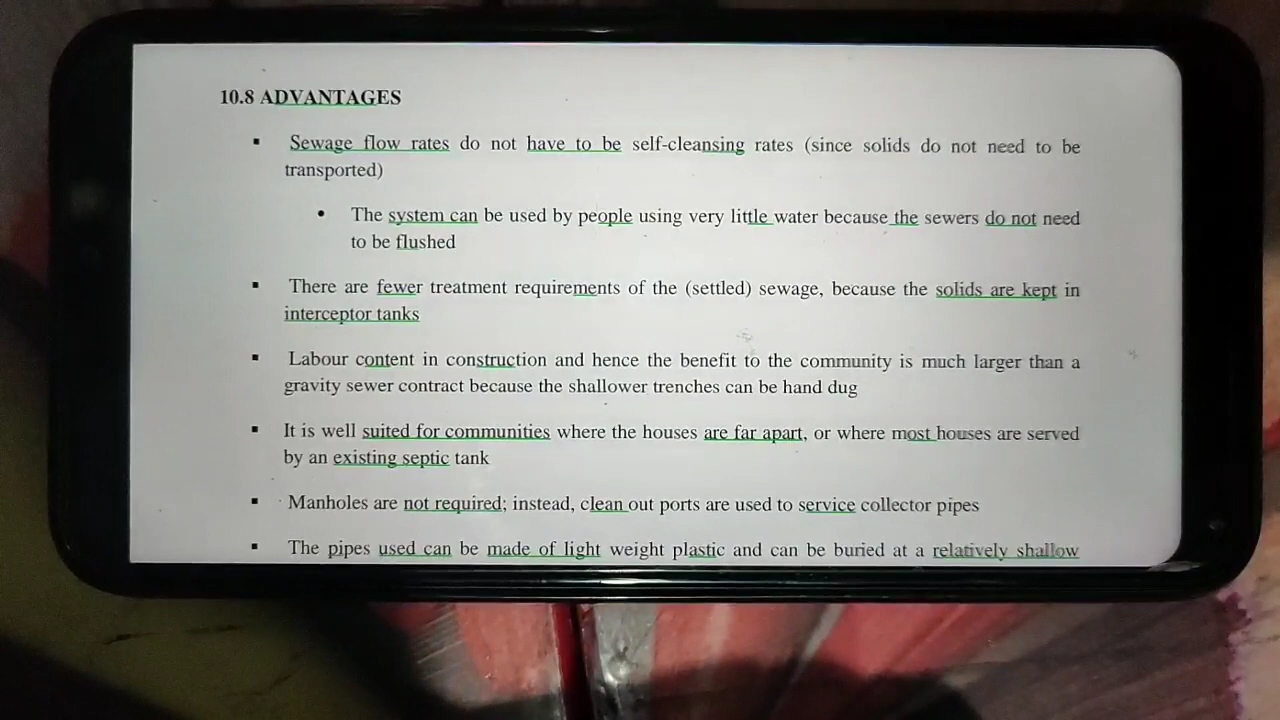 10.8 ADVANTAGES
▪ Sewage flow rates do not have to be self-cleansing rates (since solids do not need to be
transported)
• The system can be used by people using very little water because the sewers do not need
to be flushed
▪ There are fewer treatment requirements of the (settled) sewage, because the solids are kept in
interceptor tanks
▪ Labour content in construction and hence the benefit to the community is much larger than a
gravity sewer contract because the shallower trenches can be hand dug
▪ It is well suited for communities where the houses are far apart, or where most houses are served
by an existing septic tank
▪ Manholes are not required; instead, clean out ports are used to service collector pipes
▪ The pipes used can be made of light weight plastic and can be buried at a relatively shallow